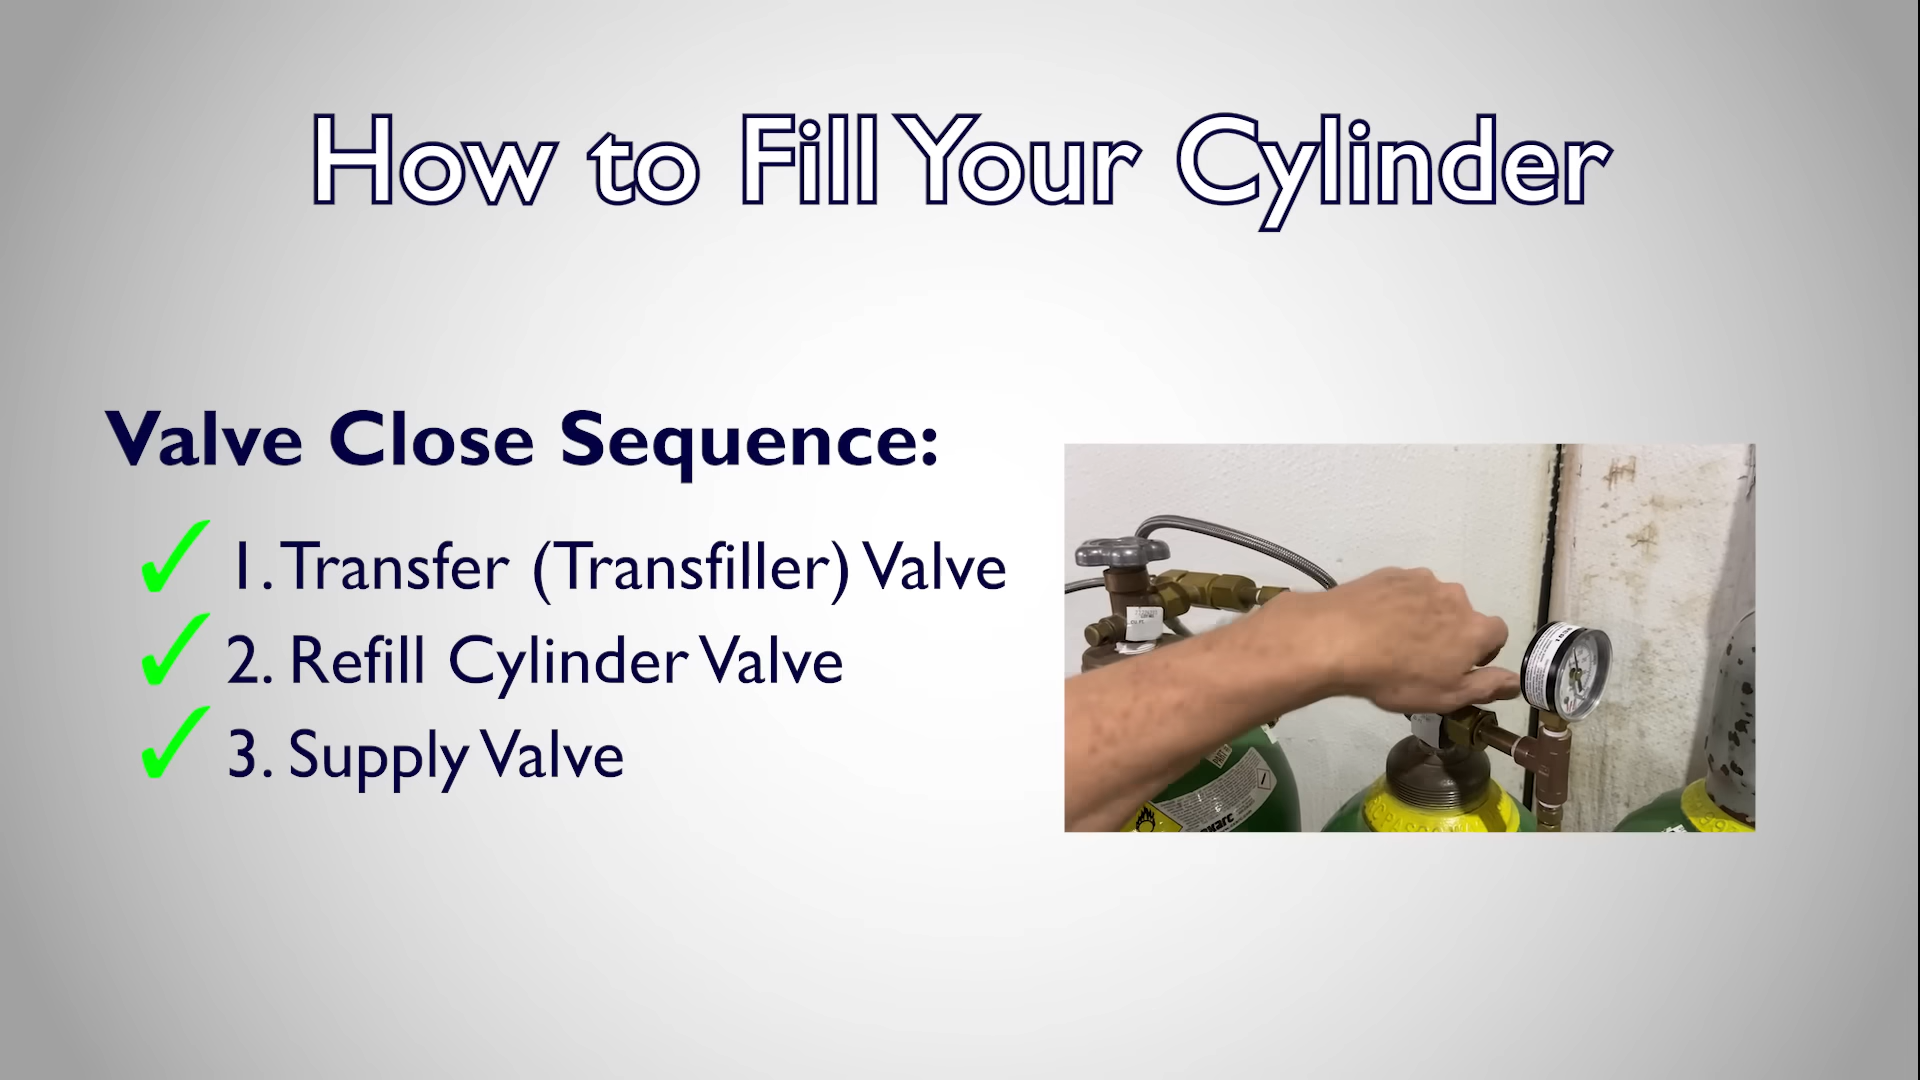 How to Fill Your Cylinder
Valve Close Sequence:
✓ 1. Transfer (Transfiller) Valve
✓ 2. Refill Cylinder Valve
✓ 3. Supply Valve